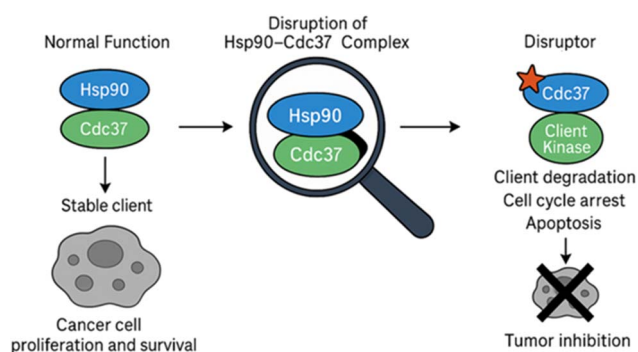 Normal Function
Hsp90
Cdc37
Stable client
Cancer cell
proliferation and survival
Disruption of
Hsp90–Cdc37 Complex
Hsp90
Cdc37
Disruptor
Cdc37
Client
Kinase
Client degradation
Cell cycle arrest
Apoptosis
Tumor inhibition